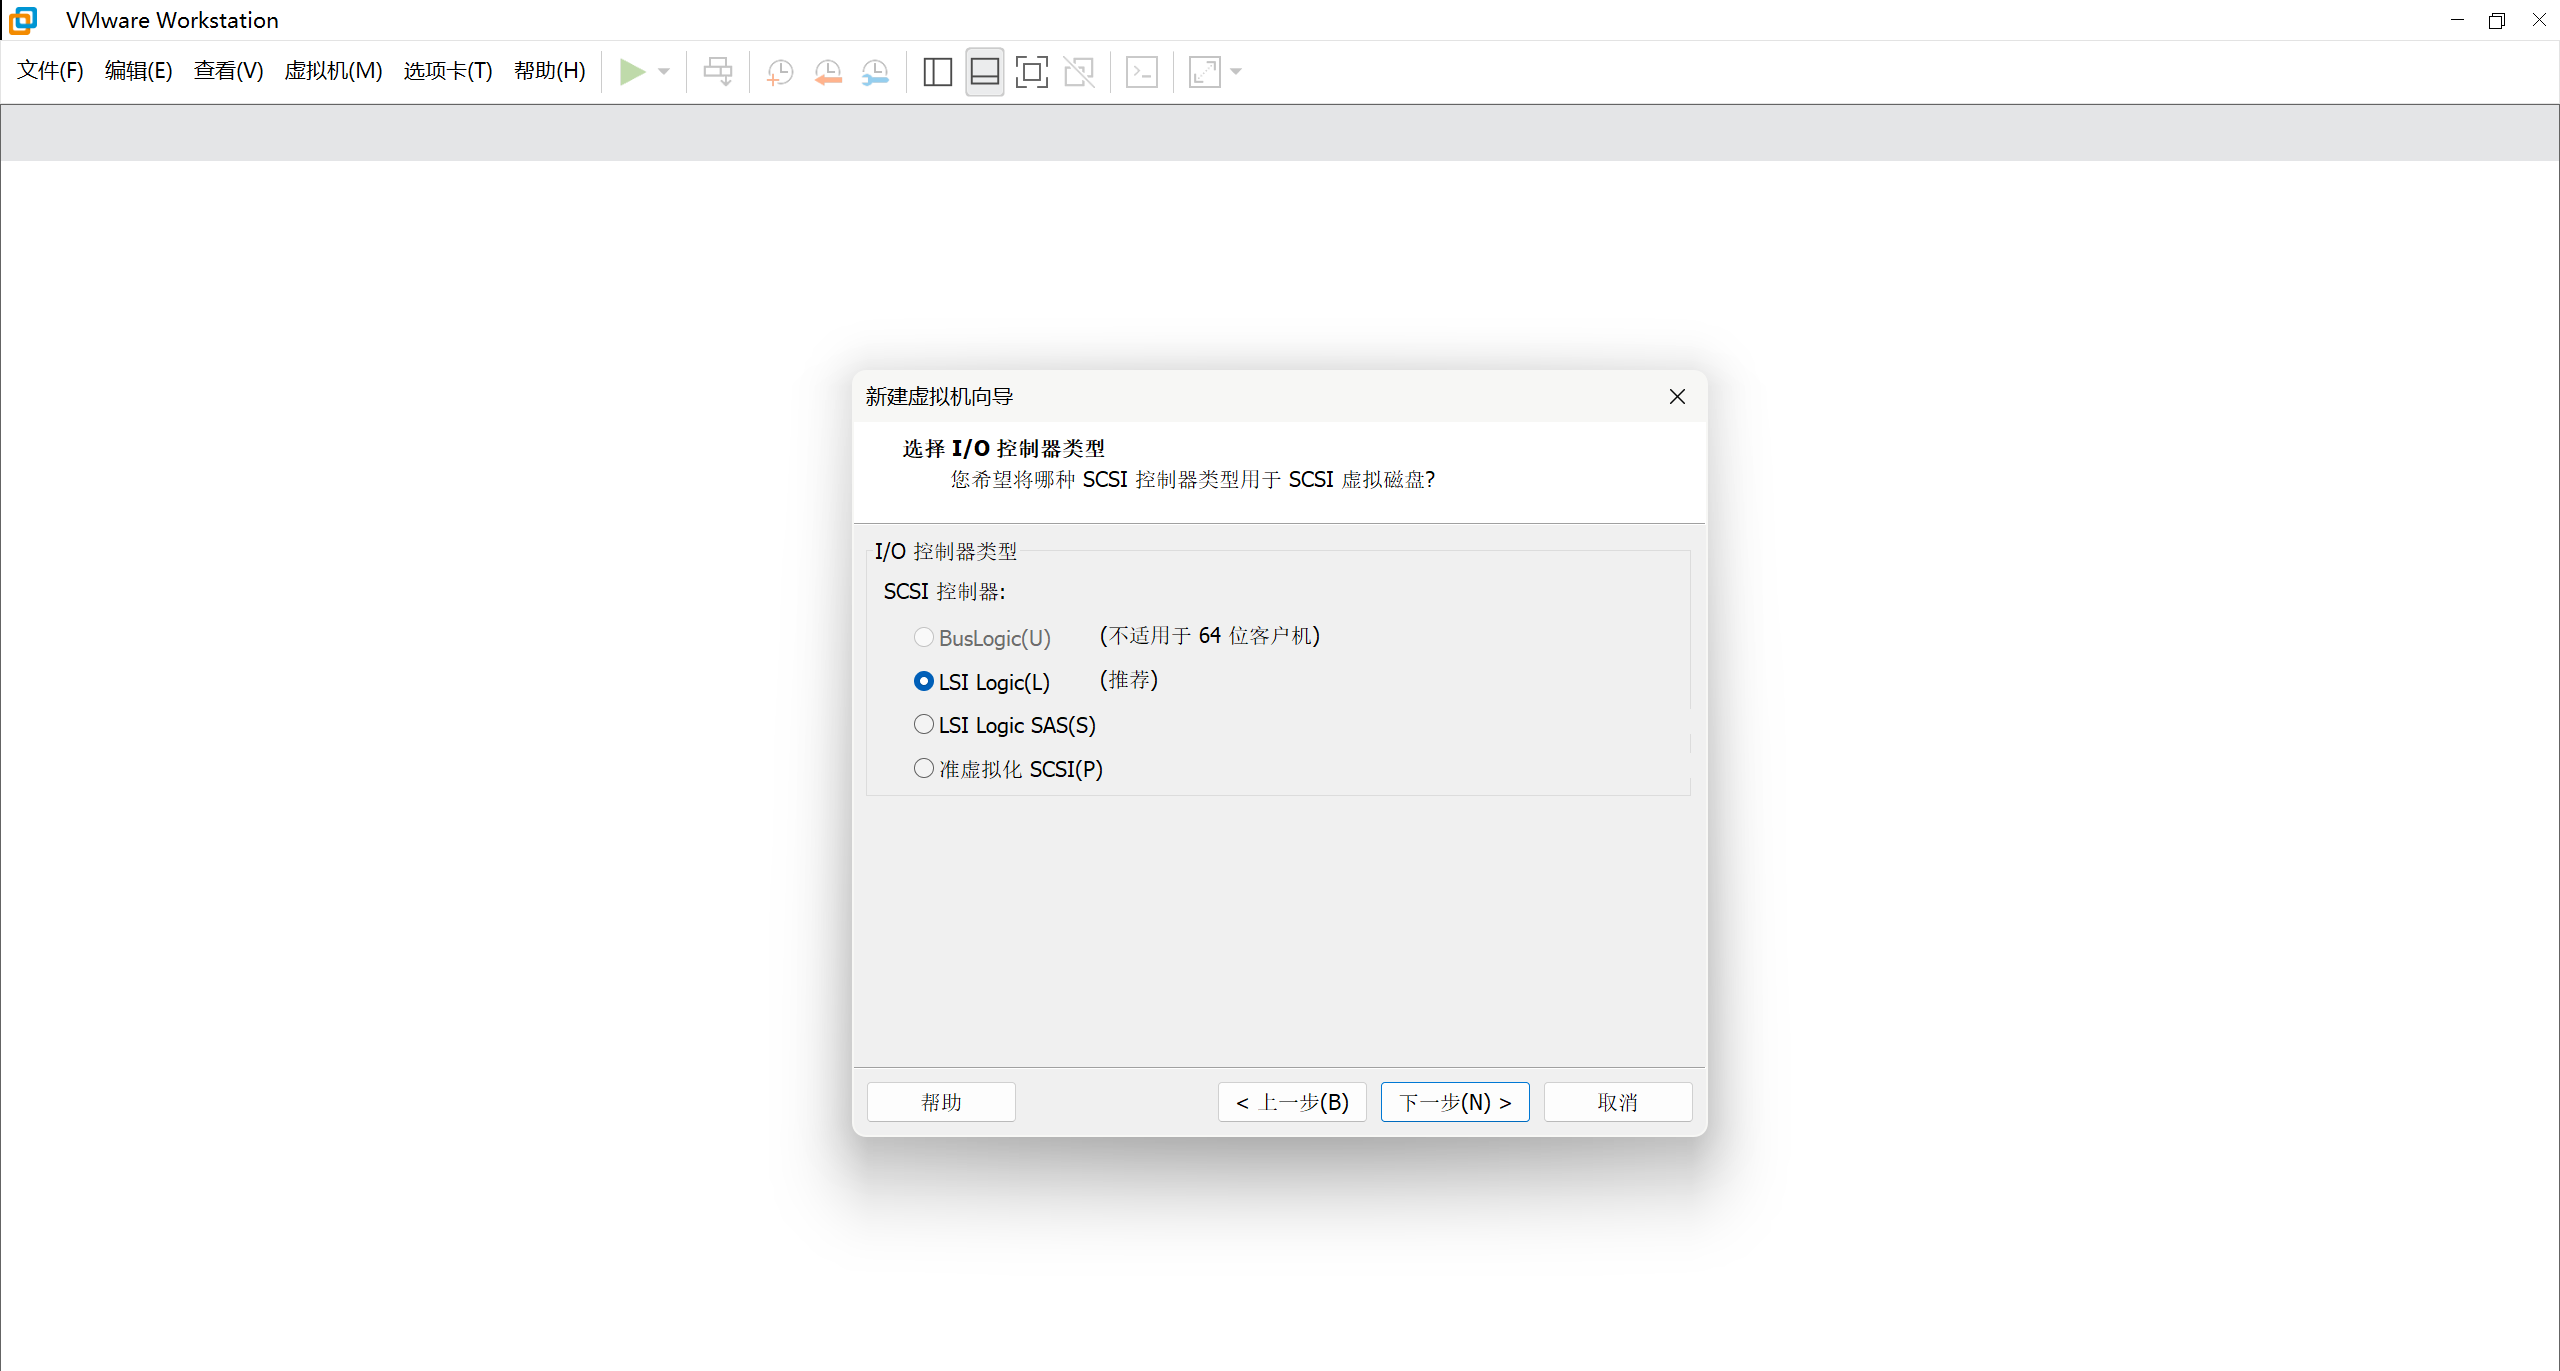 VMware Workstation
文件(F) 编辑(E) 查看(V) 虚拟机(M) 选项卡(T) 帮助(H)
新建虚拟机向导
选择 I/O 控制器类型
您希望将哪种 SCSI 控制器类型用于 SCSI 虚拟磁盘?
I/O 控制器类型
SCSI 控制器:
BusLogic(U) (不适用于 64 位客户机)
LSI Logic(L) (推荐)
LSI Logic SAS(S)
准虚拟化 SCSI(P)
帮助 < 上一步(B) 下一步(N) > 取消